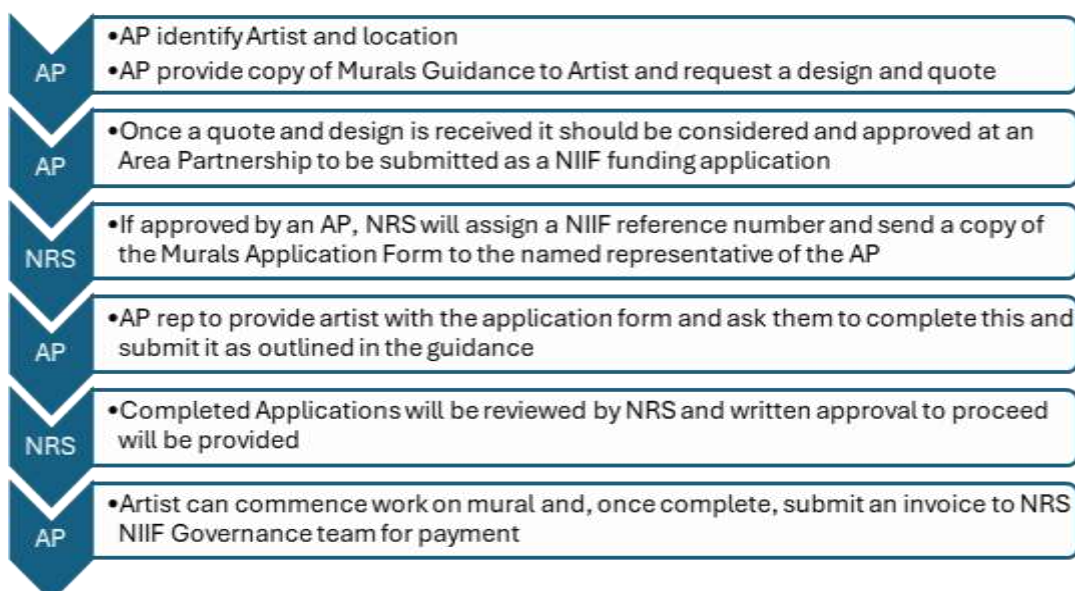 AP
•AP identify Artist and location
•AP provide copy of Murals Guidance to Artist and request a design and quote
AP
•Once a quote and design is received it should be considered and approved at an
Area Partnership to be submitted as a NIIF funding application
NRS
•If approved by an AP, NRS will assign a NIIF reference number and send a copy of
the Murals Application Form to the named representative of the AP
AP
•AP rep to provide artist with the application form and ask them to complete this and
submit it as outlined in the guidance
NRS
•Completed Applications will be reviewed by NRS and written approval to proceed
will be provided
AP
•Artist can commence work on mural and, once complete, submit an invoice to NRS
NIIF Governance team for payment